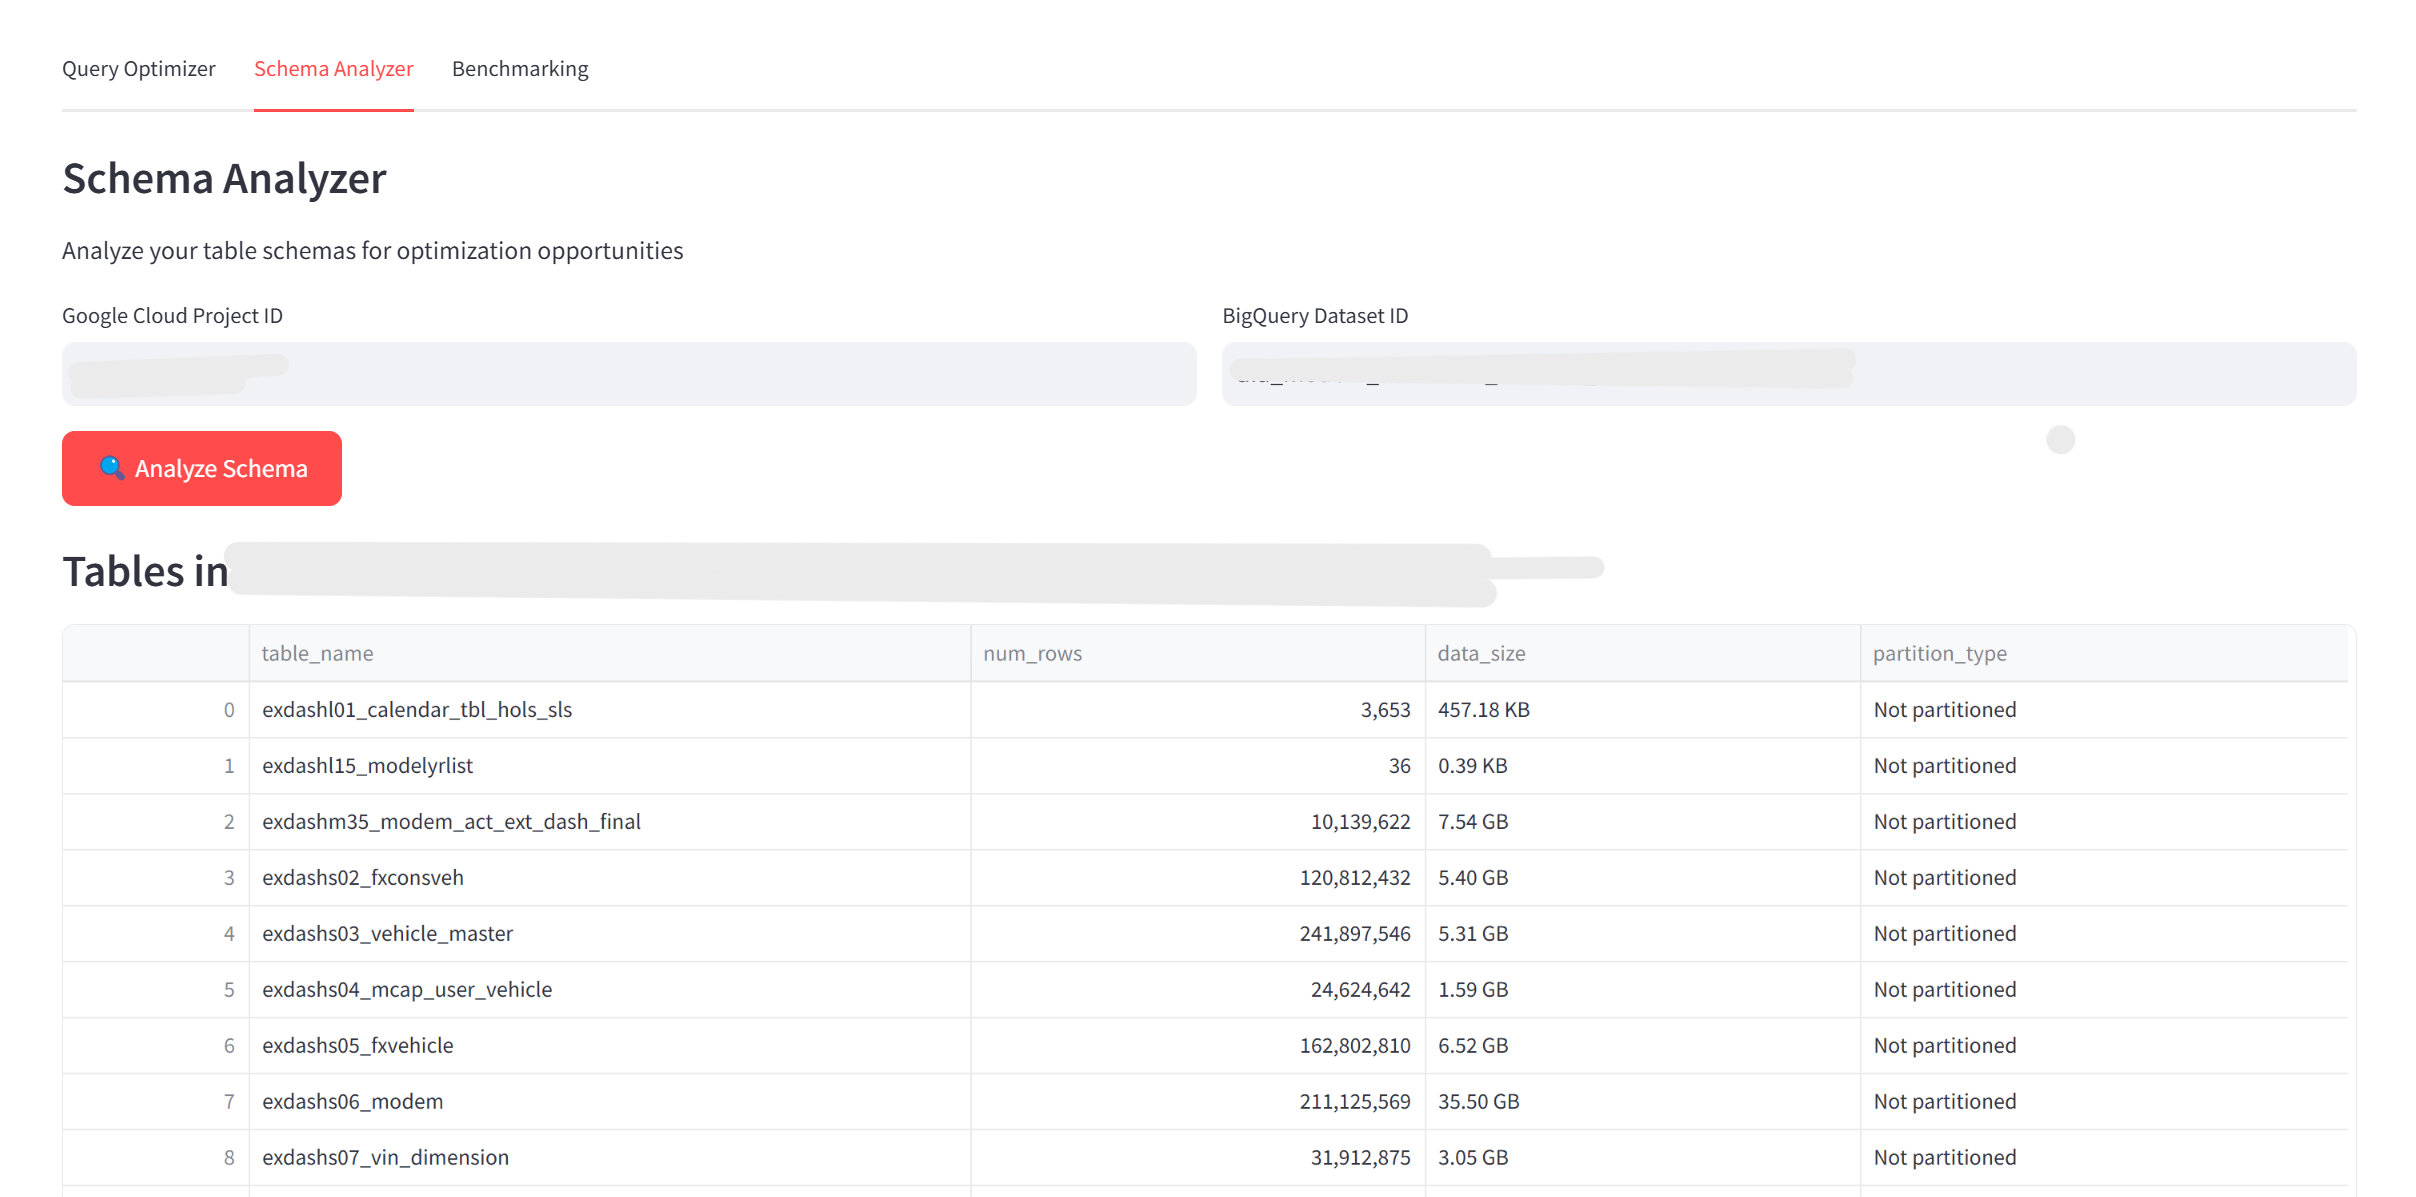 Query Optimizer Schema Analyzer Benchmarking
Schema Analyzer
Analyze your table schemas for optimization opportunities
Google Cloud Project ID BigQuery Dataset ID
Analyze Schema
Tables in
table_name num_rows data_size partition_type
0 exdashl01_calendar_tbl_hols_sls 3,653 457.18 KB Not partitioned
1 exdashl15_modelyrlist 36 0.39 KB Not partitioned
2 exdashm35_modem_act_ext_dash_final 10,139,622 7.54 GB Not partitioned
3 exdashs02_fxconsveh 120,812,432 5.40 GB Not partitioned
4 exdashs03_vehicle_master 241,897,546 5.31 GB Not partitioned
5 exdashs04_mcap_user_vehicle 24,624,642 1.59 GB Not partitioned
6 exdashs05_fxvehicle 162,802,810 6.52 GB Not partitioned
7 exdashs06_modem 211,125,569 35.50 GB Not partitioned
8 exdashs07_vin_dimension 31,912,875 3.05 GB Not partitioned